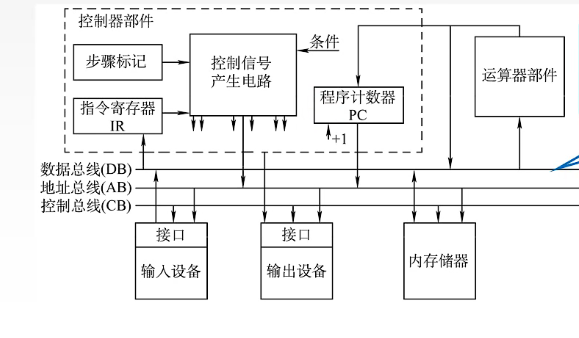 控制器部件
步骤标记
控制信号
产生电路
条件
运算器部件
指令寄存器
IR
程序计数器
PC
+1
数据总线(DB)
地址总线(AB)
控制总线(CB)
接口
输入设备
接口
输出设备
内存储器